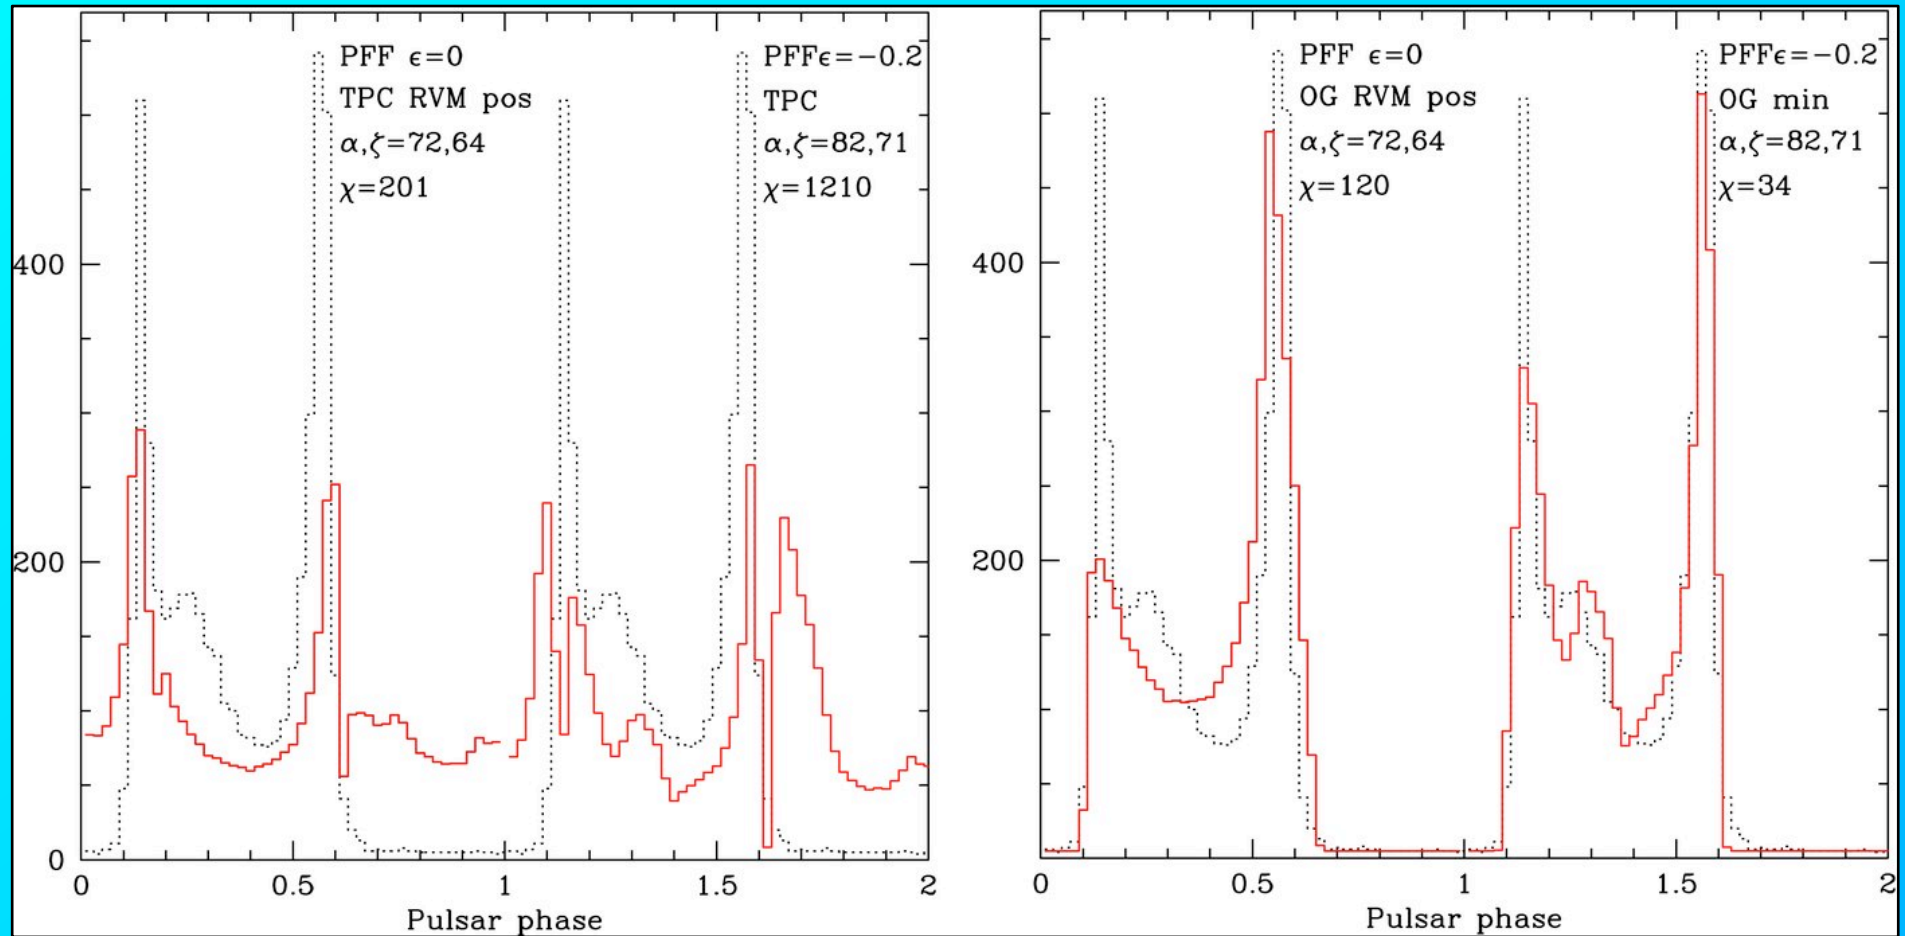 PFF ε=0
TPC RVM pos
α,ζ=72,64
χ=201
PFFε=−0.2
TPC
α,ζ=82,71
χ=1210
400
200
0
0
0.5
1
1.5
2
Pulsar phase
PFF ε=0
OG RVM pos
α,ζ=72,64
χ=120
PFFε=−0.2
OG min
α,ζ=82,71
χ=34
400
200
0
0.5
1
1.5
2
Pulsar phase